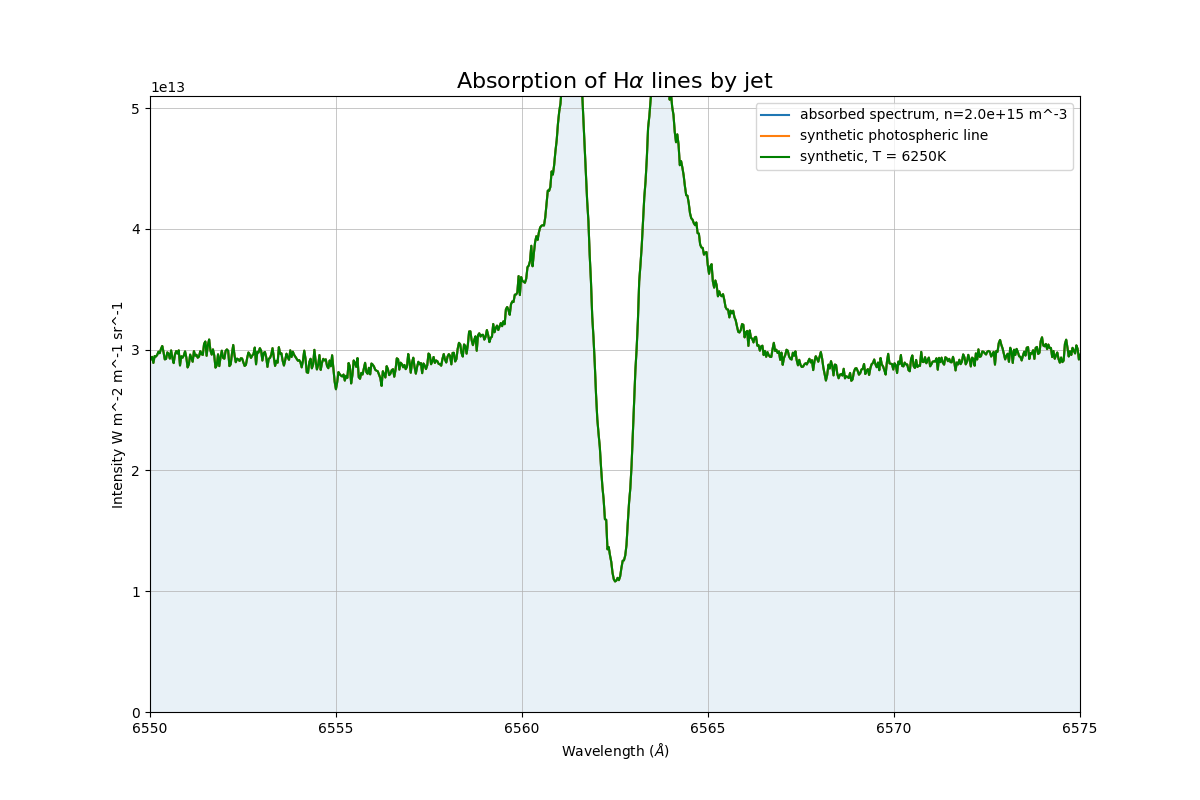 Absorption of Hα lines by jet
1e13
absorbed spectrum, n=2.0e+15 m^-3
synthetic photospheric line
synthetic, T = 6250K
5
4
3
2
1
0
Intensity W m^-2 m^-1 sr^-1
6550 6555 6560 6565 6570 6575
Wavelength (Å)